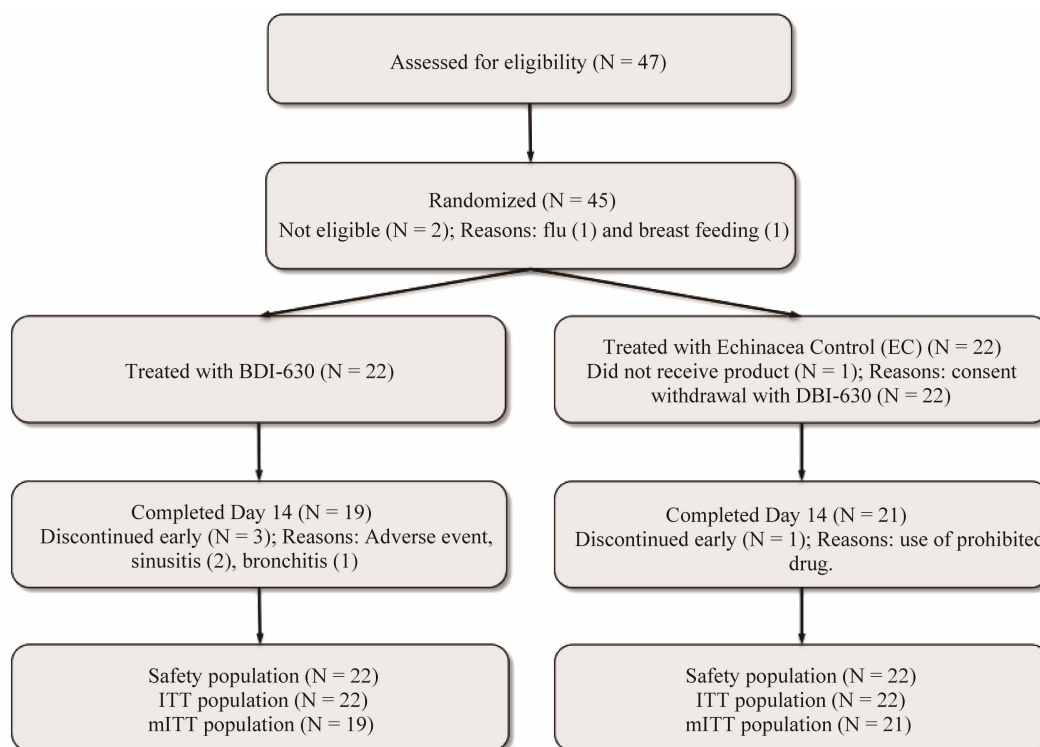 Assessed for eligibility (N = 47)
Randomized (N = 45)
Not eligible (N = 2); Reasons: flu (1) and breast feeding (1)
Treated with BDI-630 (N = 22)
Treated with Echinacea Control (EC) (N = 22)
Did not receive product (N = 1); Reasons: consent
withdrawal with DBI-630 (N = 22)
Completed Day 14 (N = 19)
Discontinued early (N = 3); Reasons: Adverse event,
sinusitis (2), bronchitis (1)
Completed Day 14 (N = 21)
Discontinued early (N = 1); Reasons: use of prohibited
drug.
Safety population (N = 22)
ITT population (N = 22)
mITT population (N = 19)
Safety population (N = 22)
ITT population (N = 22)
mITT population (N = 21)